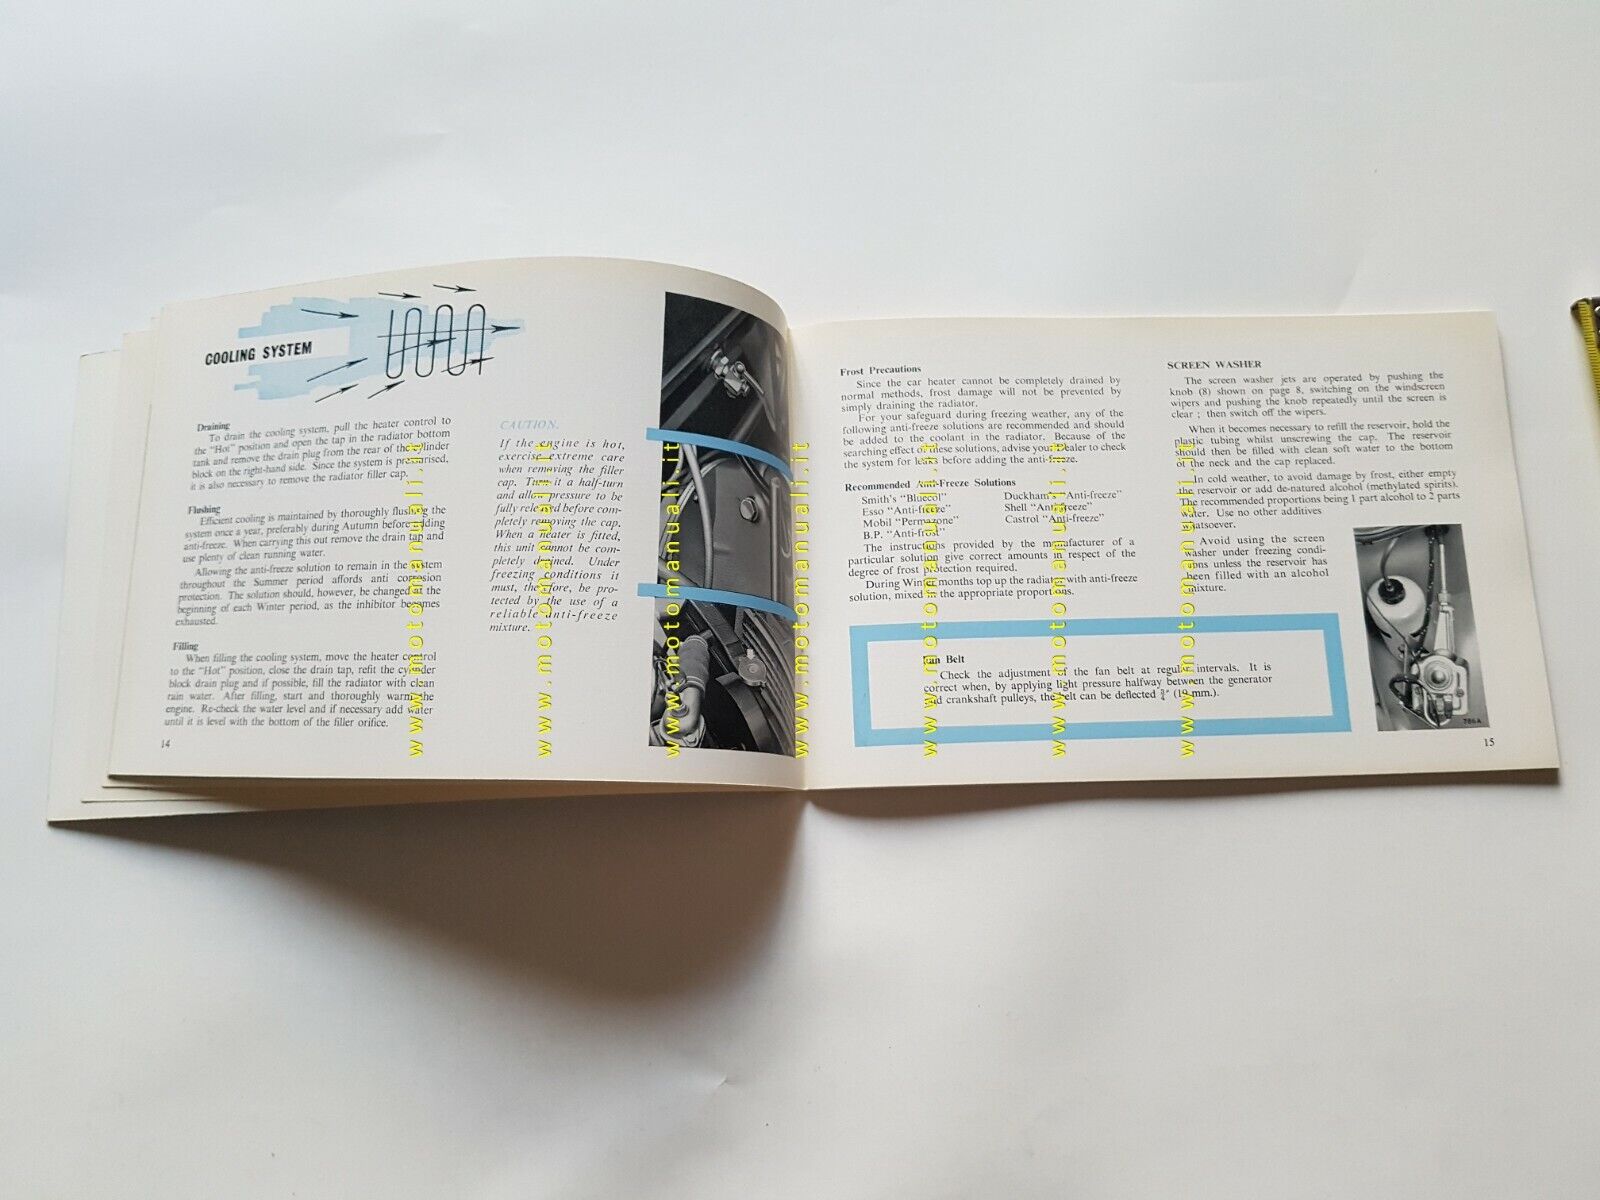 COOLING SYSTEM
Draining
To drain the cooling system, pull the heater control to
the "Hot" position and open the tap in the radiator bottom
tank and remove the drain plug from the rear of the cylinder
block on the right-hand side. Since the system is pressurised,
it is also necessary to remove the radiator filler cap.
Flushing
Efficient cooling is maintained by thoroughly flushing the
system once a year, preferably during Autumn before adding
anti-freeze. When carrying this out remove the drain tap and
use plenty of clean running water.
Allowing the anti-freeze solution to remain in the system
throughout the Summer period affords anti corrosion
protection. The solution should, however, be changed at the
beginning of each Winter period, as the inhibitor becomes
exhausted.
Filling
When filling the cooling system, move the heater control
to the "Hot" position, close the drain tap, refit the cylinder
block drain plug and if possible, fill the radiator with clean
rain water. After filling, start and thoroughly warm the
engine. Re-check the water level and if necessary add water
until it is level with the bottom of the filler orifice.
14
CAUTION.
If the engine is hot,
exercise extreme care
when removing the filler
cap. Turn it a half-turn
and allow pressure to be
fully released before com-
pletely removing the cap.
When a heater is fitted,
this unit cannot be com-
pletely drained. Under
freezing conditions it
must, therefore, be pro-
tected by the use of a
reliable anti-freeze
mixture.
Frost Precautions
Since the car heater cannot be completely drained by
normal methods, frost damage will not be prevented by
simply draining the radiator.
For your safeguard during freezing weather, any of the
following anti-freeze solutions are recommended and should
be added to the coolant in the radiator. Because of the
searching effect of these solutions, advise your dealer to check
the system for leaks before adding the anti-freeze.
Recommended Anti-Freeze Solutions
Smith's "Bluecol" Duckham's "Anti-freeze"
Esso "Anti-freeze" Shell "Anti-freeze"
Mobil "Permazone" Castrol "Anti-freeze"
B.P. "Anti-frost"
The instructions provided by the manufacturer of a
particular solution give correct amounts in respect of the
degree of frost protection required.
During Winter months top up the radiator with anti-freeze
solution, mixed in the appropriate proportions.
Fan Belt
Check the adjustment of the fan belt at regular intervals. It is
correct when, by applying light pressure halfway between the generator
and crankshaft pulleys, the belt can be deflected ¾" (19 mm.).
SCREEN WASHER
The screen washer jets are operated by pushing the
knob (8) shown on page 8, switching on the windscreen
wipers and pushing the knob repeatedly until the screen is
clear ; then switch off the wipers.
When it becomes necessary to refill the reservoir, hold the
plastic tubing whilst unscrewing the cap. The reservoir
should then be filled with clean soft water to the bottom
of the neck and the cap replaced.
In cold weather, to avoid damage by frost, either empty
the reservoir or add de-natured alcohol (methylated spirits).
The recommended proportions being 1 part alcohol to 2 parts
water. Use no other additives
whatsoever.
Avoid using the screen
washer under freezing condi-
tions unless the reservoir has
been filled with an alcohol
mixture.
786A
15
www.motomanuali.it
www.motomanuali.it
www.motomanuali.it
www.motomanuali.it
www.motomanuali.it
www.motomanuali.it
www.motomanuali.it